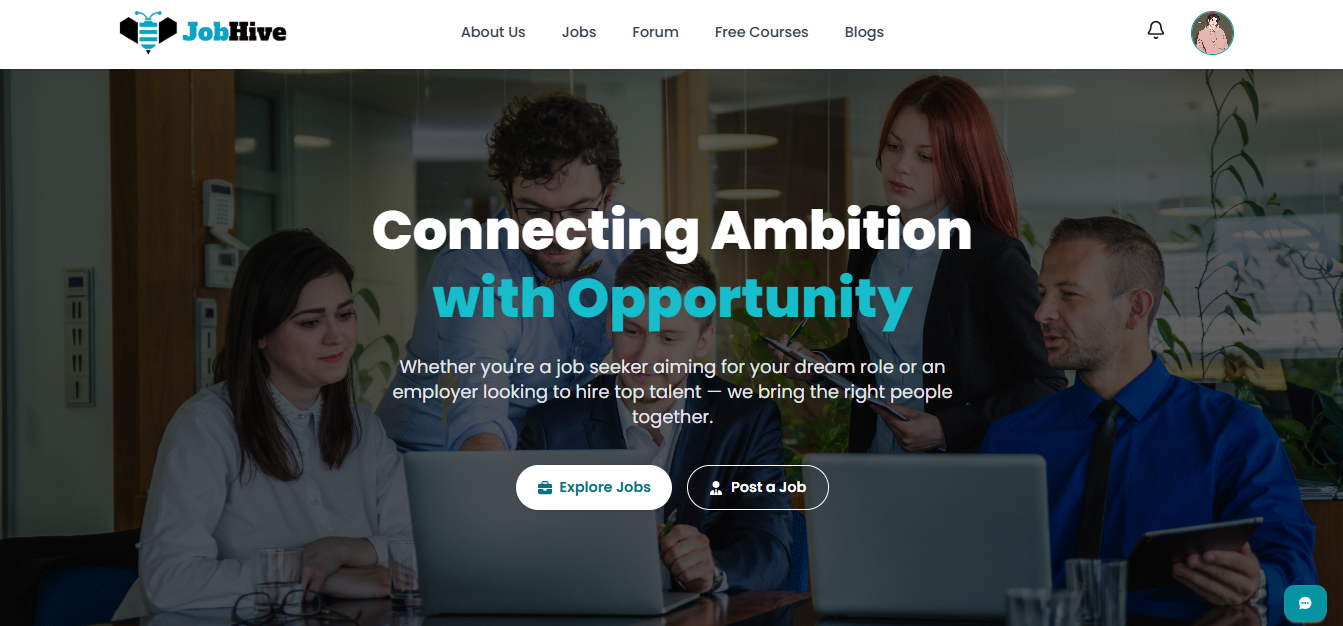 JobHive
About Us
Jobs
Forum
Free Courses
Blogs
Connecting Ambition
with Opportunity
Whether you're a job seeker aiming for your dream role or an
employer looking to hire top talent — we bring the right people
together.
Explore Jobs
Post a Job